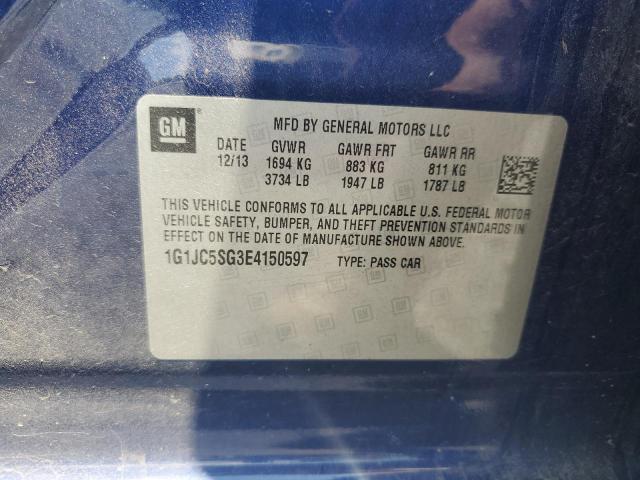 GM
MFD BY GENERAL MOTORS LLC
DATE GVWR GAWR FRT GAWR RR
12/13 1694 KG 883 KG 811 KG
3734 LB 1947 LB 1787 LB
THIS VEHICLE CONFORMS TO ALL APPLICABLE U.S. FEDERAL MOTOR
VEHICLE SAFETY, BUMPER, AND THEFT PREVENTION STANDARDS IN
EFFECT ON THE DATE OF MANUFACTURE SHOWN ABOVE.
1G1JC5SG3E4150597 TYPE: PASS CAR